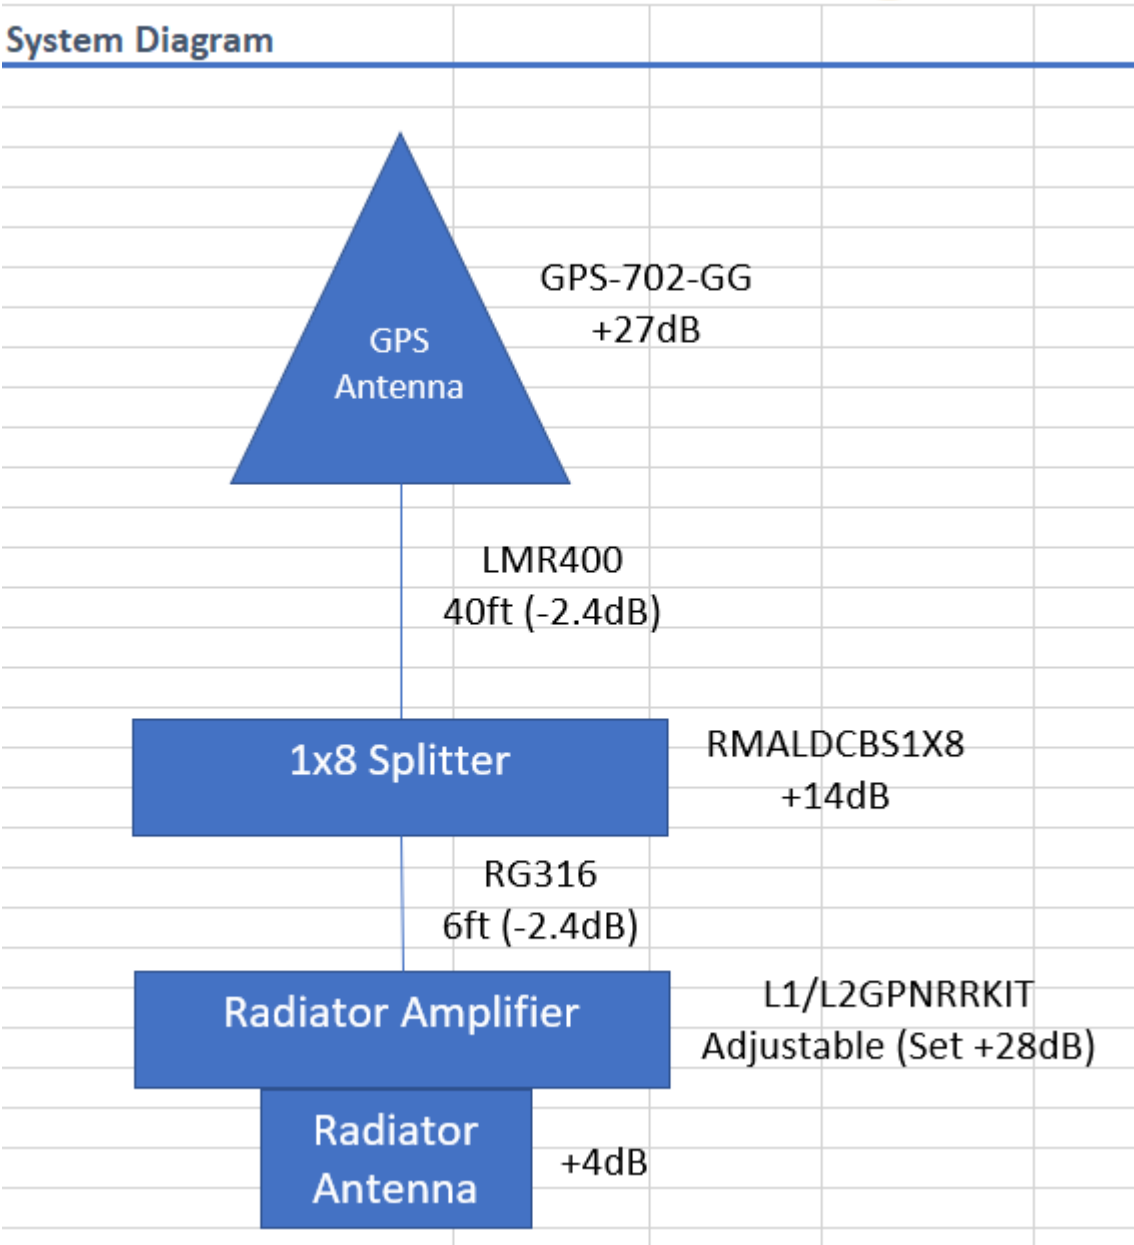 System Diagram
GPS
Antenna
GPS-702-GG
+27dB
LMR400
40ft (-2.4dB)
1x8 Splitter
RMALDCBS1X8
+14dB
RG316
6ft (-2.4dB)
Radiator Amplifier
L1/L2GPNRRKIT
Adjustable (Set +28dB)
Radiator
Antenna
+4dB